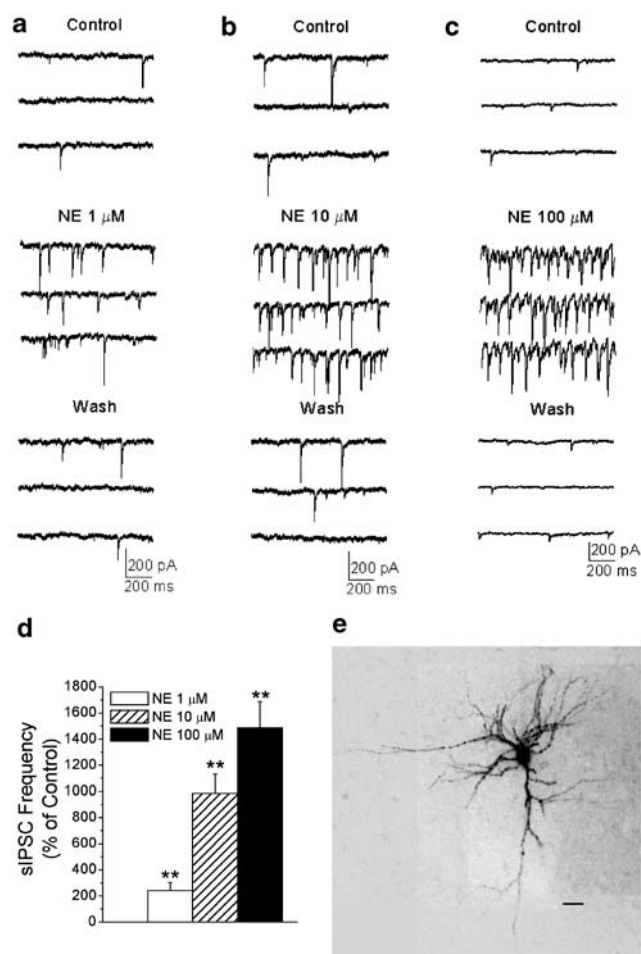 a b c
Control Control Control
NE 1 μM NE 10 μM NE 100 μM
Wash Wash Wash
200 pA 200 pA 200 pA
200 ms 200 ms 200 ms
d e
sIPSC Frequency
(% of Control)
1800
1600
1400
1200
1000
800
600
400
200
0
NE 1 μM
NE 10 μM
NE 100 μM
**
**
**